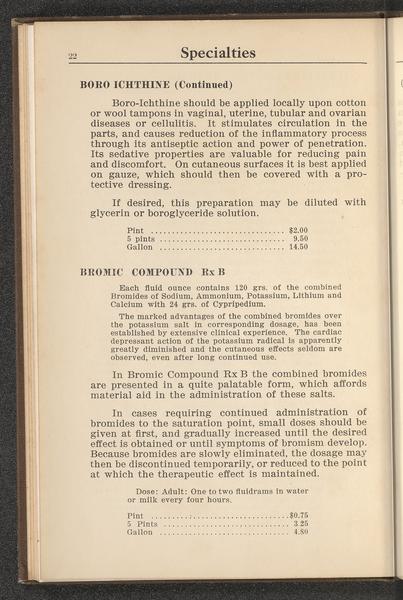 22
Specialties
BORO ICHTHINE (Continued)
Boro-Ichthine should be applied locally upon cotton
or wool tampons in vaginal, uterine, tubular and ovarian
diseases or cellulitis. It stimulates circulation in the
parts, and causes reduction of the inflammatory process
through its antiseptic action and power of penetration.
Its sedative properties are valuable for reducing pain
and discomfort. On cutaneous surfaces it is best applied
on gauze, which should then be covered with a pro-
tective dressing.
If desired, this preparation may be diluted with
glycerin or boroglyceride solution.
Pint ................................ $2.00
5 pints .............................. 9.50
Gallon .............................. 14.50
BROMIC COMPOUND Rx B
Each fluid ounce contains 120 grs. of the combined
Bromides of Sodium, Ammonium, Potassium, Lithium and
Calcium with 24 grs. of Cypripedium.
The marked advantages of the combined bromides over
the potassium salt in corresponding dosage, has been
established by extensive clinical experience. The cardiac
depressant action of the potassium radical is apparently
greatly diminished and the cutaneous effects seldom are
observed, even after long continued use.
In Bromic Compound Rx B the combined bromides
are presented in a quite palatable form, which affords
material aid in the administration of these salts.
In cases requiring continued administration of
bromides to the saturation point, small doses should be
given at first, and gradually increased until the desired
effect is obtained or until symptoms of bromism develop.
Because bromides are slowly eliminated, the dosage may
then be discontinued temporarily, or reduced to the point
at which the therapeutic effect is maintained.
Dose: Adult: One to two fluidrams in water
or milk every four hours.
Pint ................................$0.75
5 Pints .............................. 3.25
Gallon ............................... 4.80